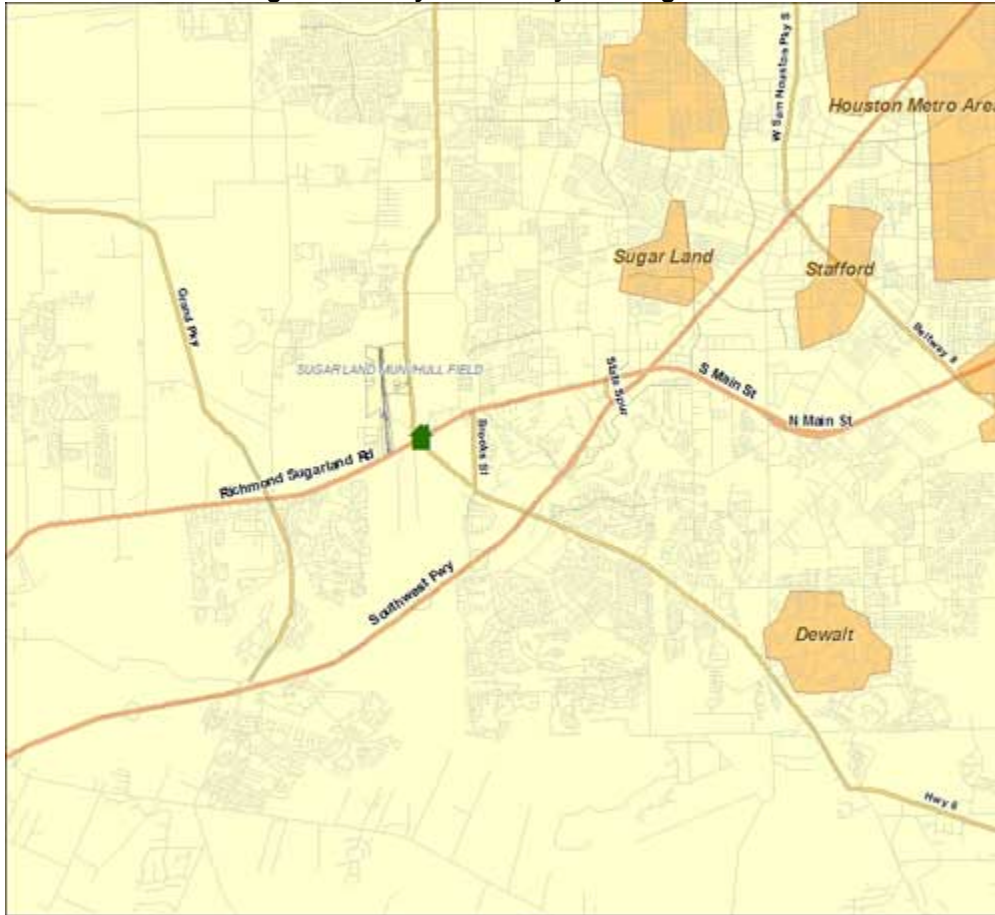 W Sam Houston Pky S
Houston Metro Area
Sugar Land
Stafford
Grand Pky
Beltway 8
SUGAR LAND MUNI/HULL FIELD
State Spur
S Main St
N Main St
Brooks St
Richmond Sugarland Rd
Southwest Fwy
Dewalt
Hwy 6